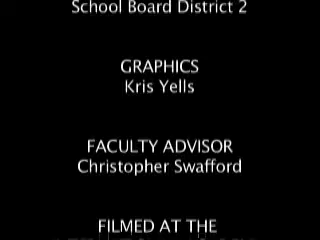 School Board District 2
GRAPHICS
Kris Yells
FACULTY ADVISOR
Christopher Swafford
FILMED AT THE